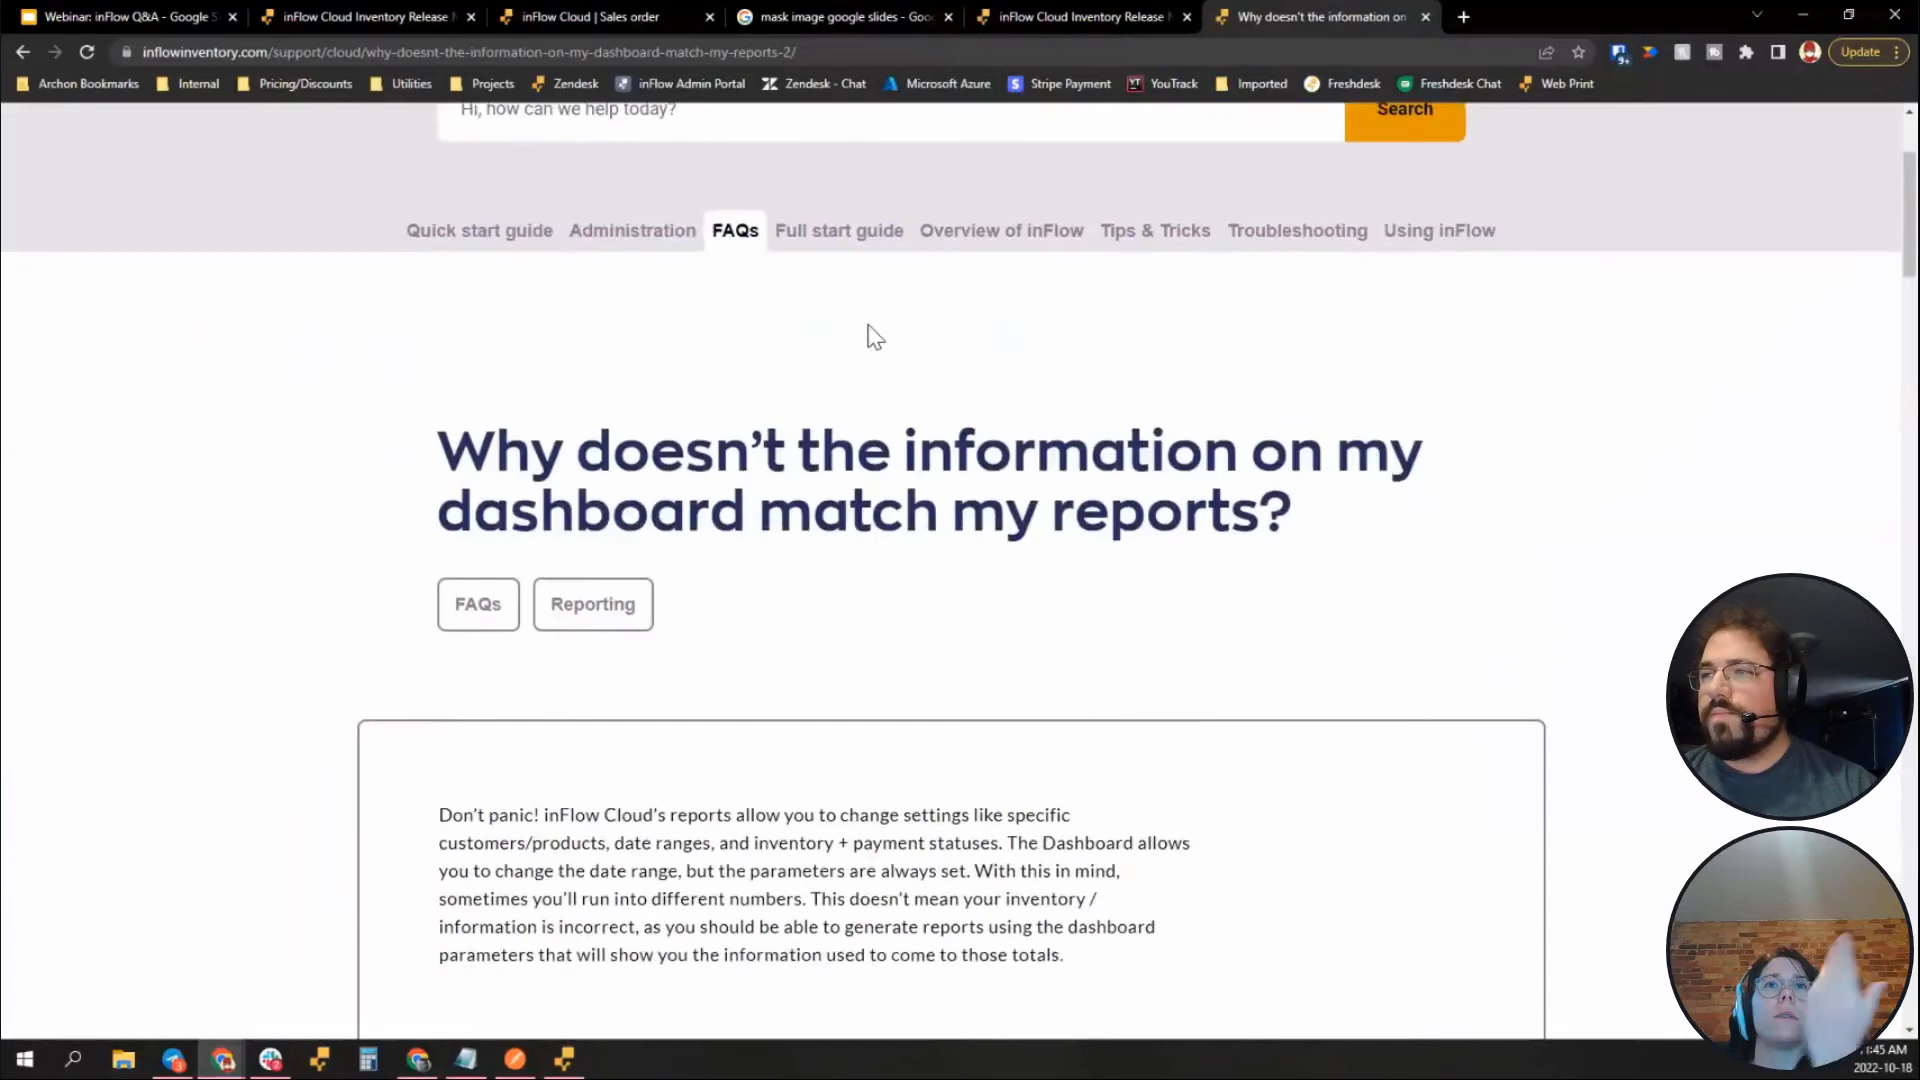 Webinar: inFlow Q&A - Google S
inFlow Cloud Inventory Release
inFlow Cloud | Sales order
mask image google slides - Goo
inFlow Cloud Inventory Release
Why doesn't the information on
inflowinventory.com/support/cloud/why-doesnt-the-information-on-my-dashboard-match-my-reports-2/
9+
Update
Archon Bookmarks
Internal
Pricing/Discounts
Utilities
Projects
Zendesk
inFlow Admin Portal
Zendesk - Chat
Microsoft Azure
Stripe Payment
YouTrack
Imported
Freshdesk
Freshdesk Chat
Web Print
Hi, how can we help today?
Search
Quick start guide
Administration
FAQs
Full start guide
Overview of inFlow
Tips & Tricks
Troubleshooting
Using inFlow
Why doesn’t the information on my
dashboard match my reports?
FAQs
Reporting
Don’t panic! inFlow Cloud’s reports allow you to change settings like specific
customers/products, date ranges, and inventory + payment statuses. The Dashboard allows
you to change the date range, but the parameters are always set. With this in mind,
sometimes you’ll run into different numbers. This doesn’t mean your inventory /
information is incorrect, as you should be able to generate reports using the dashboard
parameters that will show you the information used to come to those totals.
:45 AM
2022-10-18